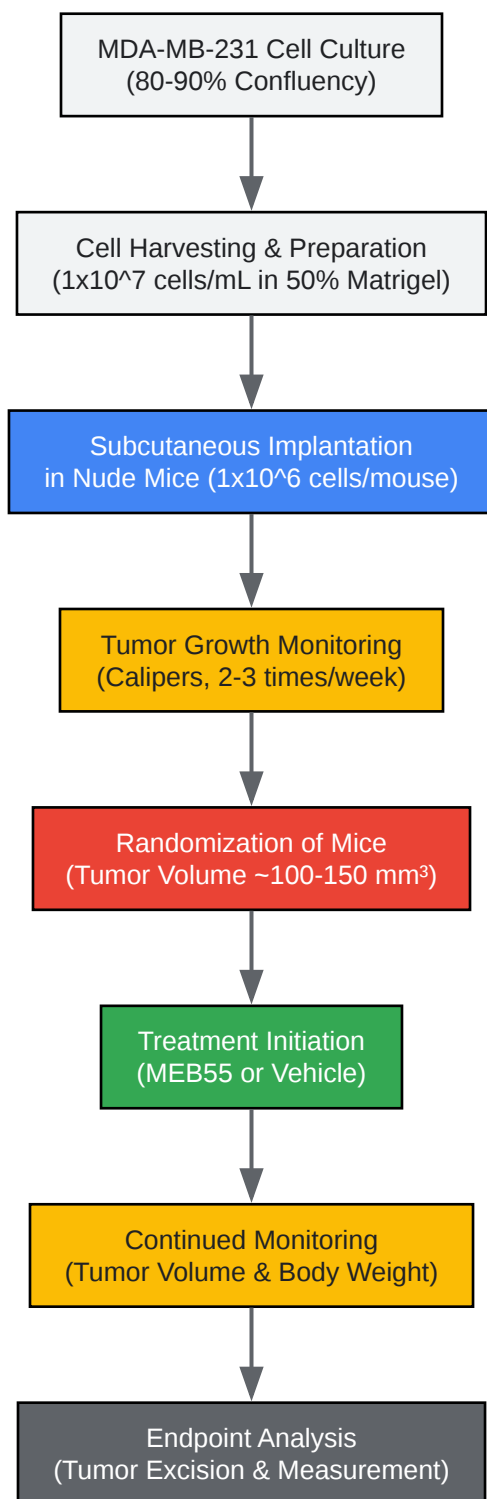 MDA-MB-231 Cell Culture
(80-90% Confluency)
Cell Harvesting & Preparation
(1x10^7 cells/mL in 50% Matrigel)
Subcutaneous Implantation
in Nude Mice (1x10^6 cells/mouse)
Tumor Growth Monitoring
(Calipers, 2-3 times/week)
Randomization of Mice
(Tumor Volume ~100-150 mm³)
Treatment Initiation
(MEB55 or Vehicle)
Continued Monitoring
(Tumor Volume & Body Weight)
Endpoint Analysis
(Tumor Excision & Measurement)